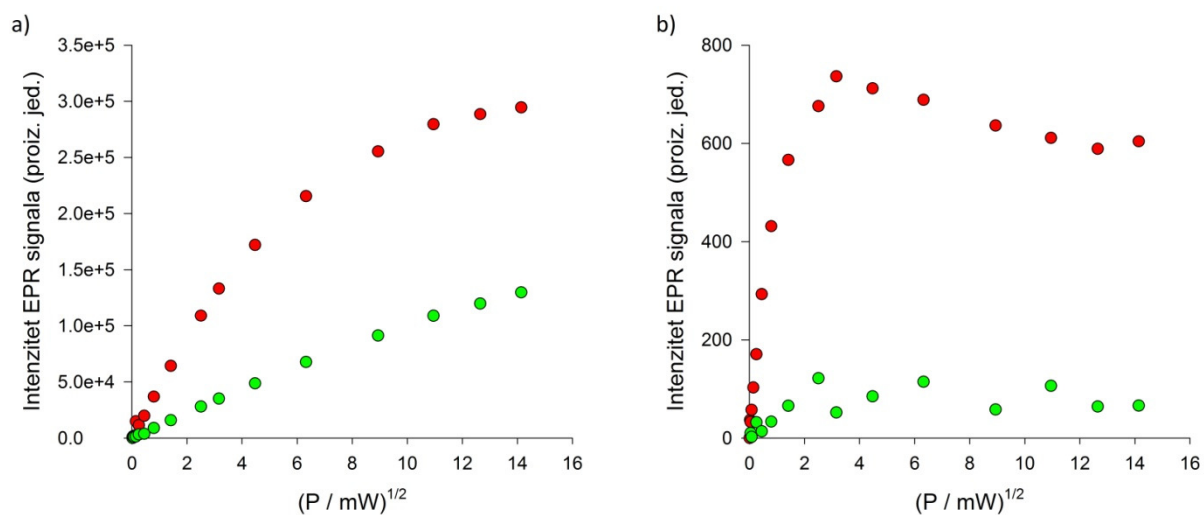 a)
Intenzitet EPR signala (proiz. jed.)
3.5e+5
3.0e+5
2.5e+5
2.0e+5
1.5e+5
1.0e+5
5.0e+4
0.0
0 2 4 6 8 10 12 14 16
(P / mW)^{1/2}
b)
Intenzitet EPR signala (proiz. jed.)
800
600
400
200
0
0 2 4 6 8 10 12 14 16
(P / mW)^{1/2}